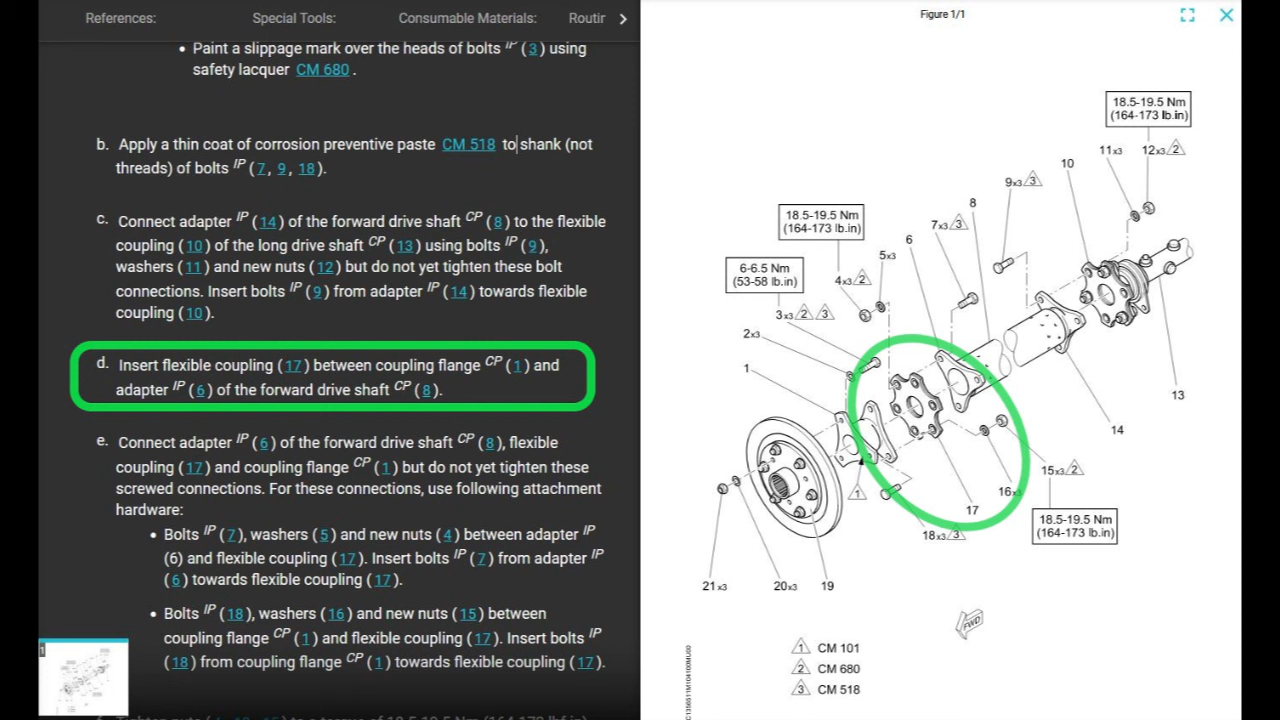 References:
Special Tools:
Consumable Materials:
Routir
• Paint a slippage mark over the heads of bolts IP (3) using
safety lacquer CM 680 .
b. Apply a thin coat of corrosion preventive paste CM 518 to shank (not
threads) of bolts IP (7, 9, 18).
c. Connect adapter IP (14) of the forward drive shaft CP (8) to the flexible
coupling (10) of the long drive shaft CP (13) using bolts IP (9),
washers (11) and new nuts (12) but do not yet tighten these bolt
connections. Insert bolts IP (9) from adapter IP (14) towards flexible
coupling (10).
d. Insert flexible coupling (17) between coupling flange CP (1) and
adapter IP (6) of the forward drive shaft CP (8).
e. Connect adapter IP (6) of the forward drive shaft CP (8), flexible
coupling (17) and coupling flange CP (1) but do not yet tighten these
screwed connections. For these connections, use following attachment
hardware:
• Bolts IP (7), washers (5) and new nuts (4) between adapter IP
(6) and flexible coupling (17). Insert bolts IP (7) from adapter IP
(6) towards flexible coupling (17).
• Bolts IP (18), washers (16) and new nuts (15) between
coupling flange CP (1) and flexible coupling (17). Insert bolts IP
(18) from coupling flange CP (1) towards flexible coupling (17).
1
Figure 1/1
18.5-19.5 Nm
(164-173 lb.in)
11x3
12x3 2
10
9x3 3
8
7x3 3
18.5-19.5 Nm
(164-173 lb.in)
6
5x3
6-6.5 Nm
(53-58 lb.in)
4x3 2
3x3 2 3
2x3
1
13
14
15x3 2
16x3
17
1
18.5-19.5 Nm
(164-173 lb.in)
18x3 3
21x3
20x3
19
FWD
1 CM 101
2 CM 680
3 CM 518